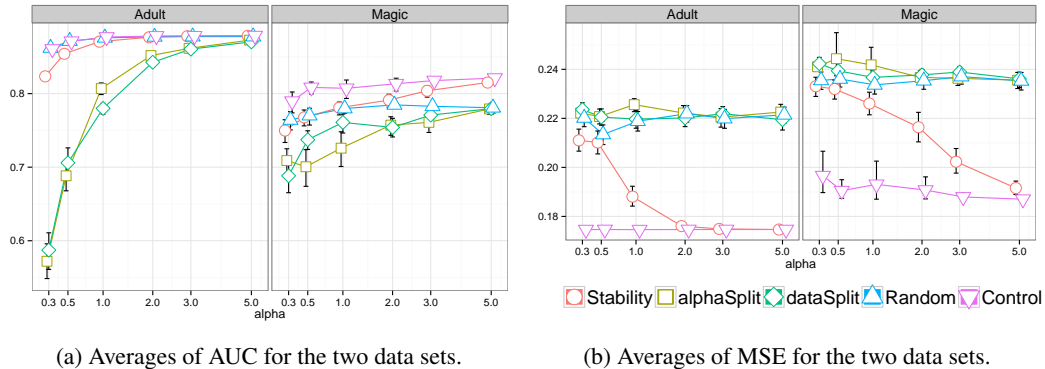 Adult Magic
0.8
0.7
0.6
0.3 0.5 1.0 2.0 3.0 5.0 0.3 0.5 1.0 2.0 3.0 5.0
alpha
(a) Averages of AUC for the two data sets.
Adult Magic
0.24
0.22
0.20
0.18
0.3 0.5 1.0 2.0 3.0 5.0 0.3 0.5 1.0 2.0 3.0 5.0
alpha
Stability alphaSplit dataSplit Random Control
(b) Averages of MSE for the two data sets.